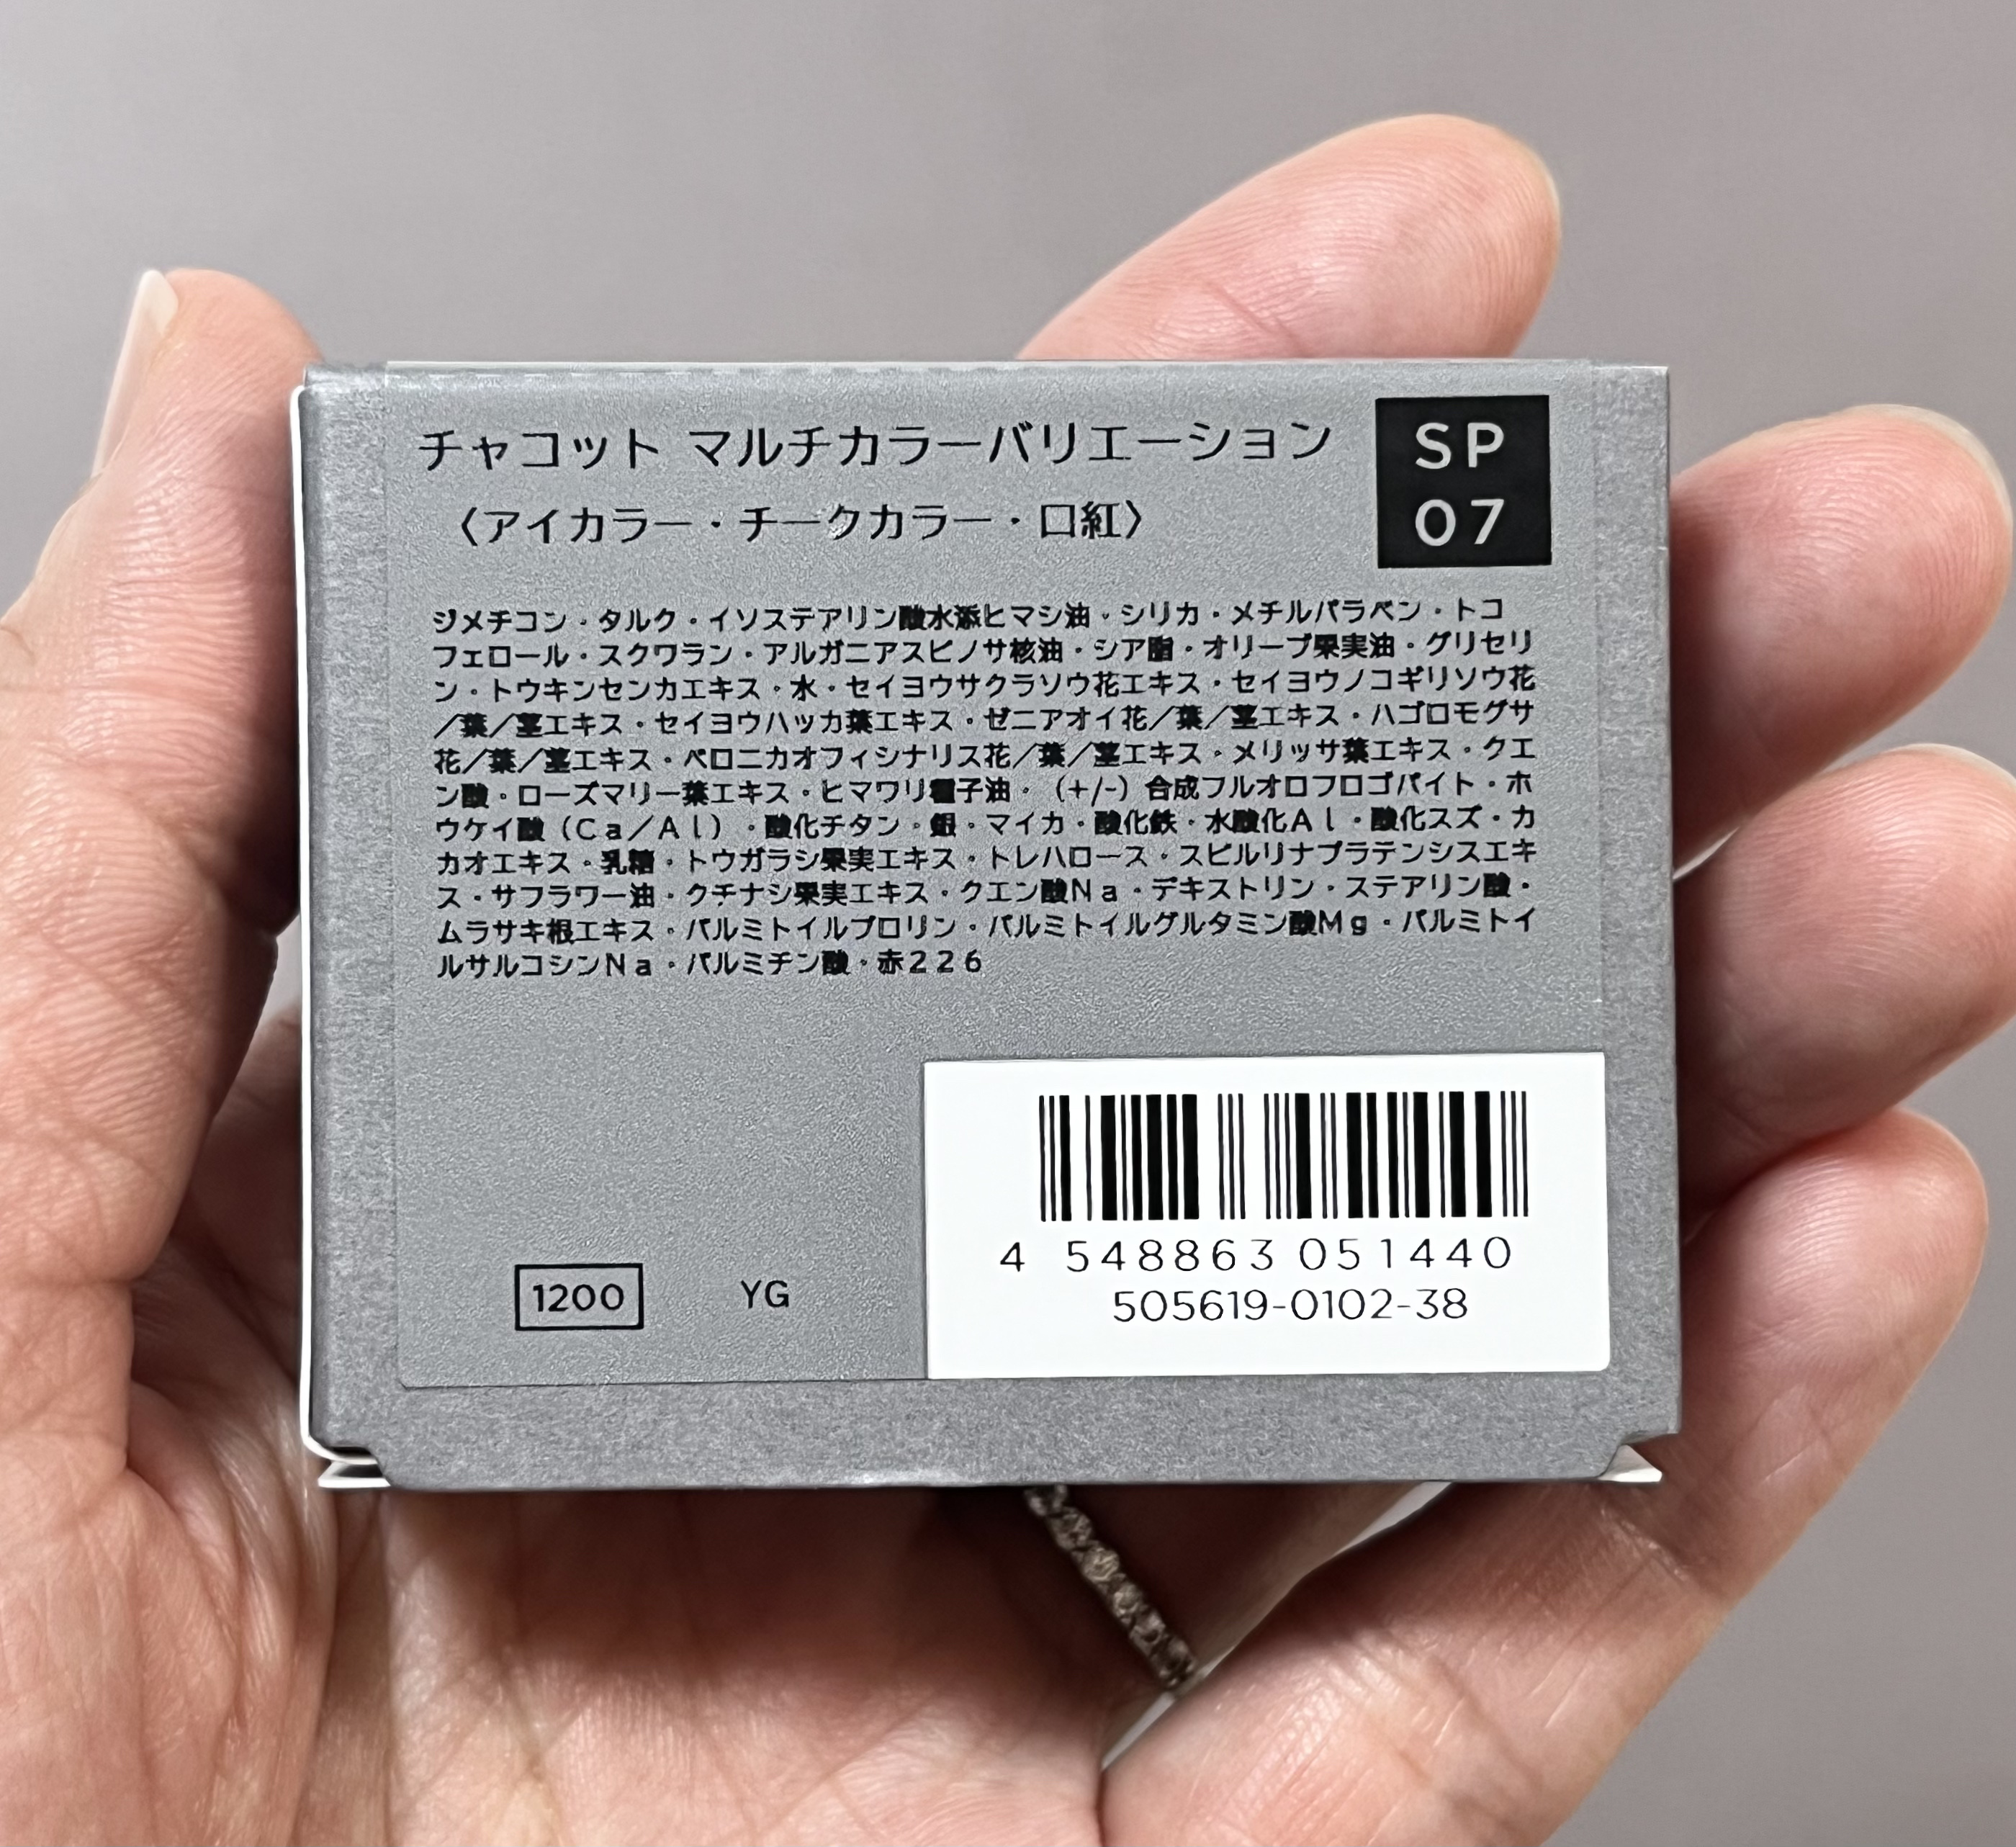 チャコット マルチカラーバリエーション
SP
07
〈アイカラー・チークカラー・口紅〉
ジメチコン・タルク・イソステアリン酸水添ヒマシ油・シリカ・メチルパラベン・トコ
フェロール・スクワラン・アルガニアスピノサ核油・シア脂・オリーブ果実油・グリセリ
ン・トウキンセンカエキス・水・セイヨウサクラソウ花エキス・セイヨウノコギリソウ花
／葉／茎エキス・セイヨウハッカ葉エキス・ゼニアオイ花／葉／茎エキス・ハゴロモグサ
花／葉／茎エキス・ベロニカオフィシナリス花／葉／茎エキス・メリッサ葉エキス・クエ
ン酸・ローズマリー葉エキス・ヒマワリ種子油・（+/-）合成フルオロフロゴパイト・ホ
ウケイ酸（Ｃａ／Ａｌ）・酸化チタン・銀・マイカ・酸化鉄・水酸化Ａｌ・酸化スズ・カ
カオエキス・乳糖・トウガラシ果実エキス・トレハロース・スピルリナプラテンシスエキ
ス・サフラワー油・クチナシ果実エキス・クエン酸Ｎａ・デキストリン・ステアリン酸・
ムラサキ根エキス・パルミトイルプロリン・パルミトイルグルタミン酸Ｍｇ・パルミトイ
ルサルコシンＮａ・パルミチン酸・赤２２６
4 548863 051440
505619-0102-38
1200 YG